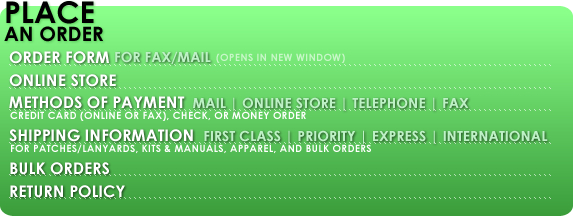 PLACE
AN ORDER
ORDER FORM FOR FAX/MAIL (OPENS IN NEW WINDOW)
ONLINE STORE
METHODS OF PAYMENT MAIL | ONLINE STORE | TELEPHONE | FAX
CREDIT CARD (ONLINE OR FAX), CHECK, OR MONEY ORDER
SHIPPING INFORMATION FIRST CLASS | PRIORITY | EXPRESS | INTERNATIONAL
FOR PATCHES/LANYARDS, KITS & MANUALS, APPAREL, AND BULK ORDERS
BULK ORDERS
RETURN POLICY